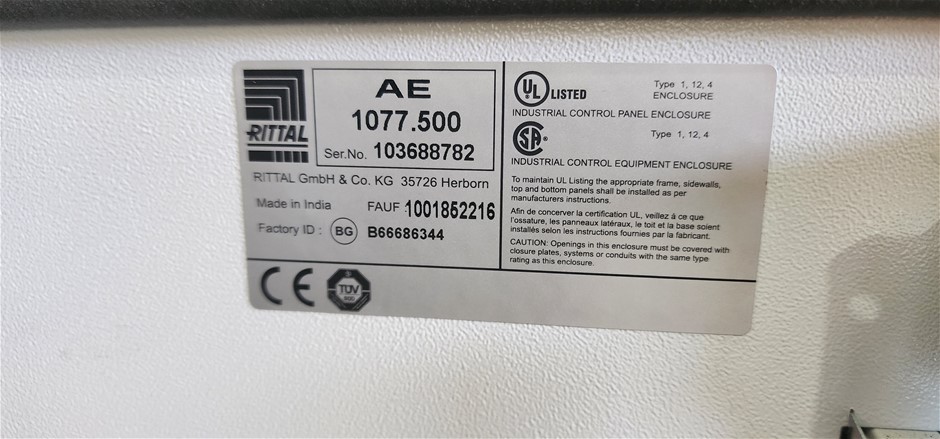 RITTAL
AE
1077.500
Ser.No. 103688782
RITTAL GmbH & Co. KG 35726 Herborn
Made in India FAUF :1001852216
Factory ID : BG B66686344
CE TÜV
UL LISTED
Type 1, 12, 4
ENCLOSURE
INDUSTRIAL CONTROL PANEL ENCLOSURE
SA Type 1, 12, 4
INDUSTRIAL CONTROL EQUIPMENT ENCLOSURE
To maintain UL Listing the appropriate frame, sidewalls,
top and bottom panels shall be installed as per
manufacturers instructions.
Afin de concerver la certification UL, veillez à ce que
l'ossature, les panneaux latéraux, le toit et la base soient
installés selon les instructions fournies par la fabricant.
CAUTION: Openings in this enclosure must be covered with
closure plates, systems or conduits with the same type
rating as this enclosure.